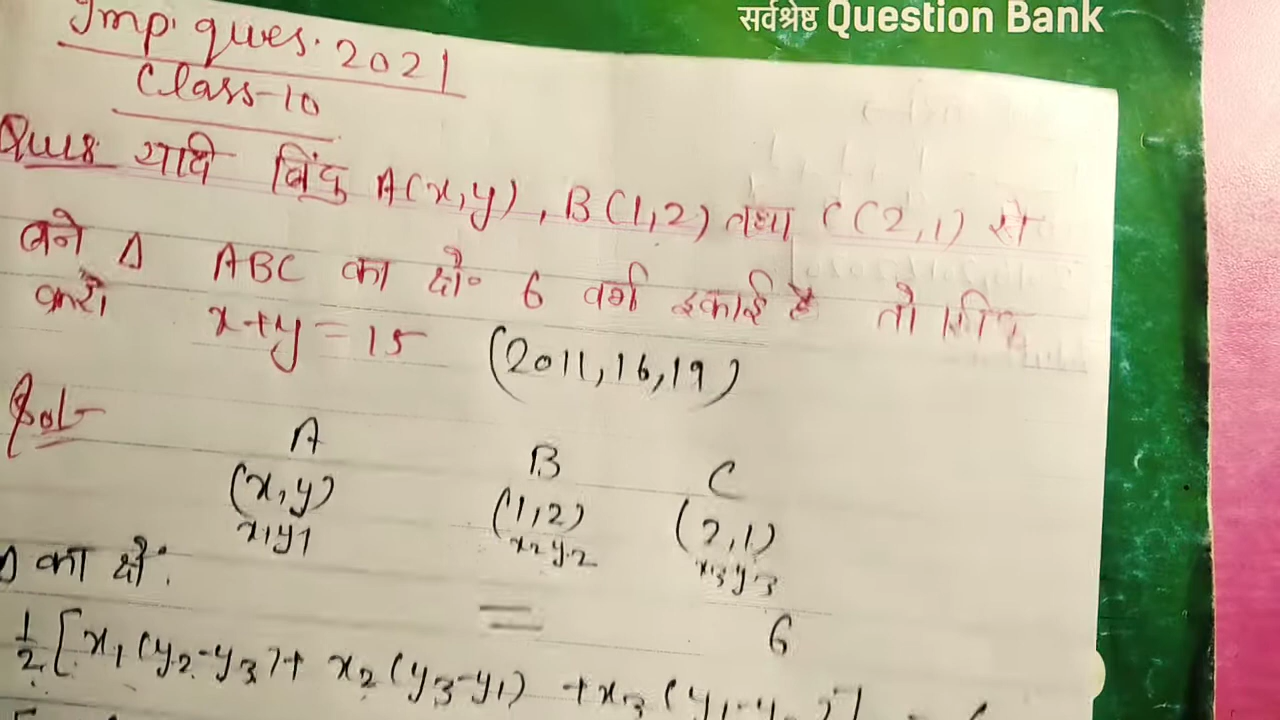 सर्वश्रेष्ठ Question Bank
Imp. ques. 2021
Class-10
Ques यदि बिंदु A(x,y), B(1,2) तथा C(2,1) से
बने Δ ABC का क्षे॰ 6 वर्ग इकाई है तो
करो x+y=15 (2011,16,19)
Sol-
A B C
(x,y) (1,2) (2,1)
x1y1 x2y2 x3y3
Δ का क्षे. = 6
1/2 [x1(y2-y3)+ x2(y3-y1) +x3(y1-y2)]